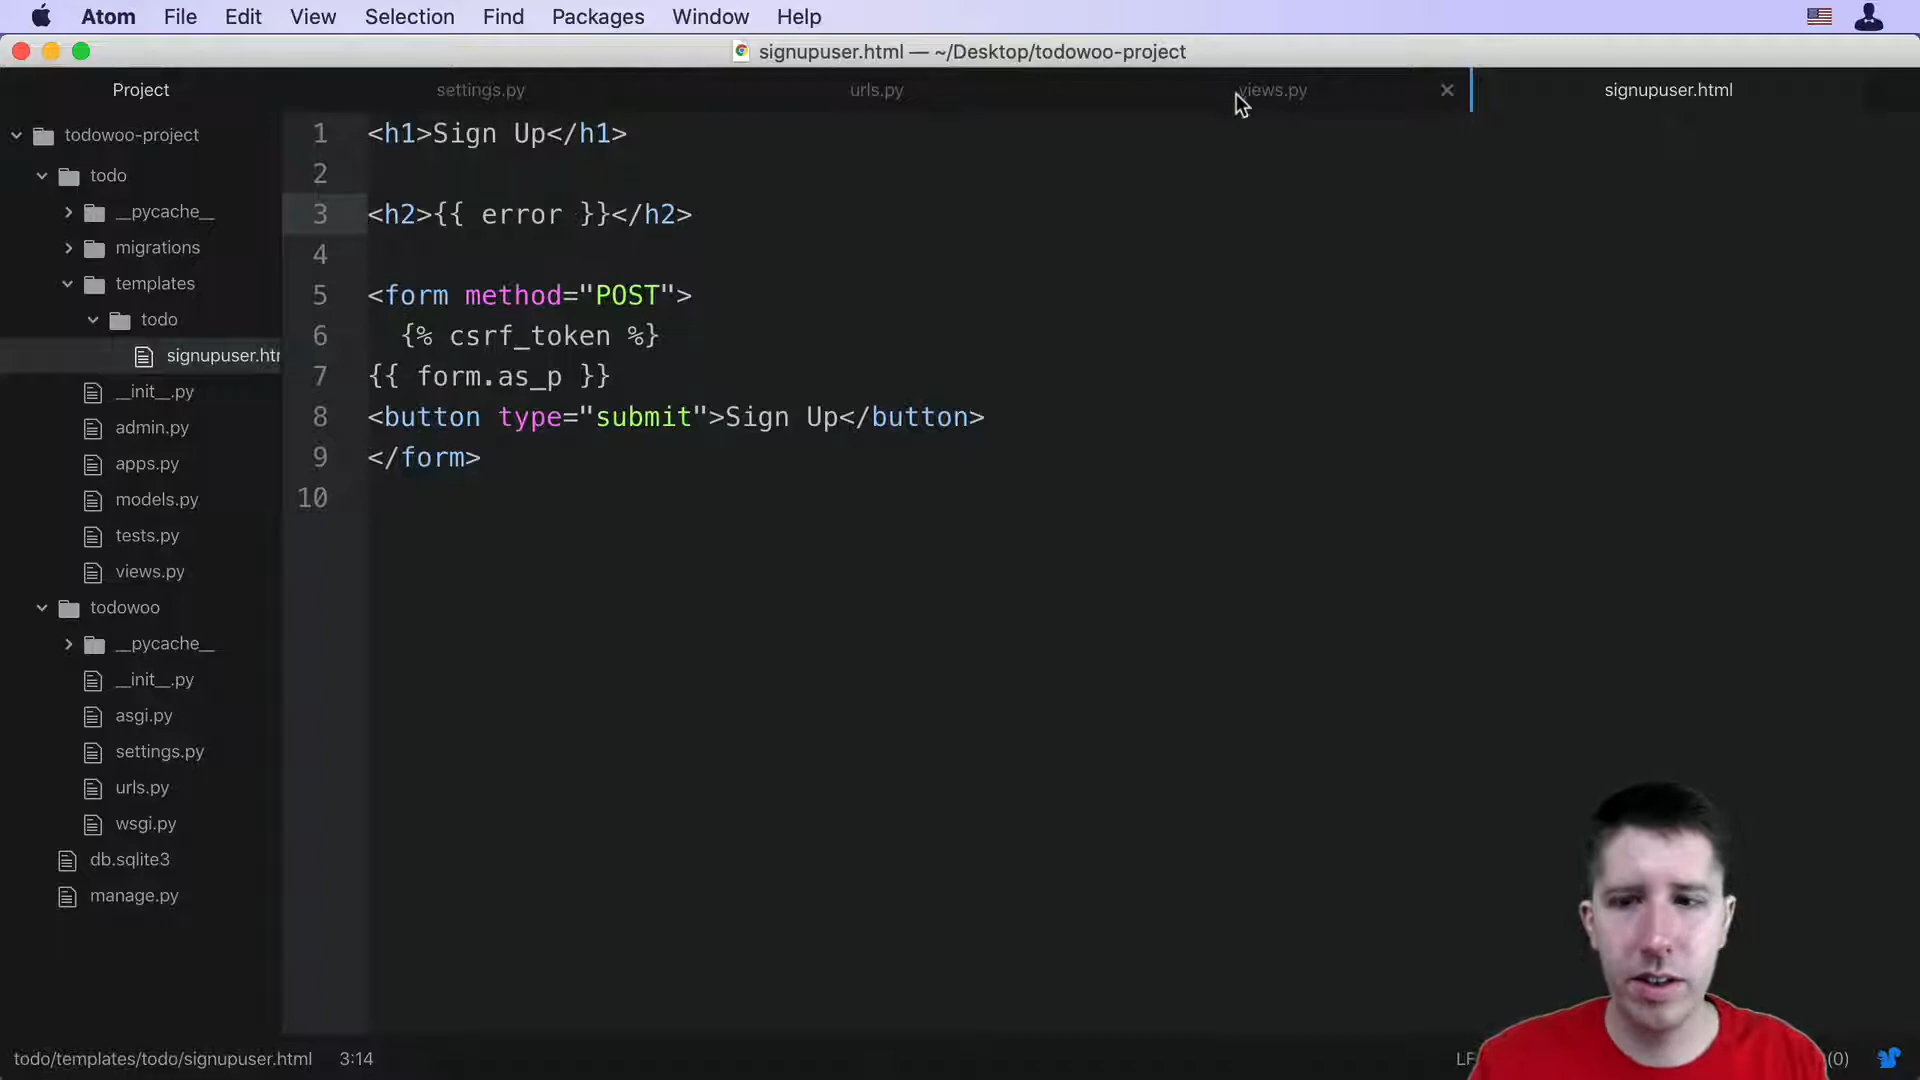 Atom File Edit View Selection Find Packages Window Help
signupuser.html — ~/Desktop/todowoo-project
Project settings.py urls.py views.py signupuser.html
todowoo-project
todo
__pycache__
migrations
templates
todo
signupuser.htm
__init__.py
admin.py
apps.py
models.py
tests.py
views.py
todowoo
__pycache__
__init__.py
asgi.py
settings.py
urls.py
wsgi.py
db.sqlite3
manage.py
1 <h1>Sign Up</h1>
2
3 <h2>{{ error }}</h2>
4
5 <form method="POST">
6 {% csrf_token %}
7 {{ form.as_p }}
8 <button type="submit">Sign Up</button>
9 </form>
10
todo/templates/todo/signupuser.html 3:14 LF (0)